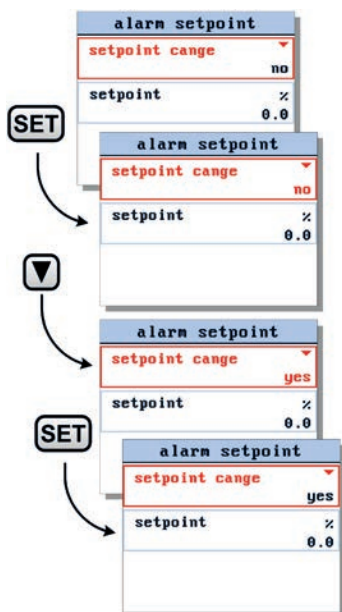 alarm setpoint
setpoint cange
no
setpoint %
0.0
SET
alarm setpoint
setpoint cange
no
setpoint %
0.0
alarm setpoint
setpoint cange
yes
setpoint %
0.0
SET
alarm setpoint
setpoint cange
yes
setpoint %
0.0